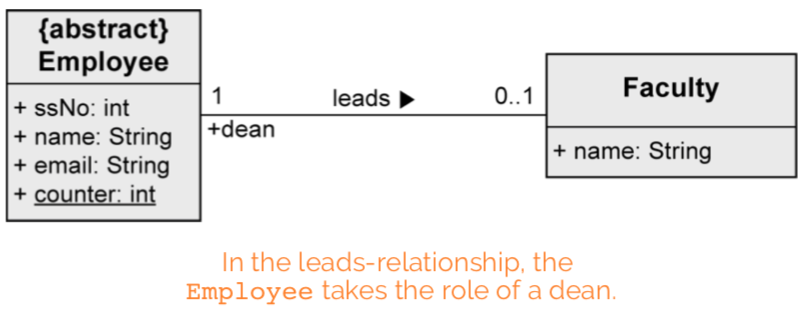 {abstract}
Employee
+ ssNo: int
+ name: String
+ email: String
+ counter: int
1
leads ▶
0..1
+dean
Faculty
+ name: String
In the leads-relationship, the
Employee takes the role of a dean.